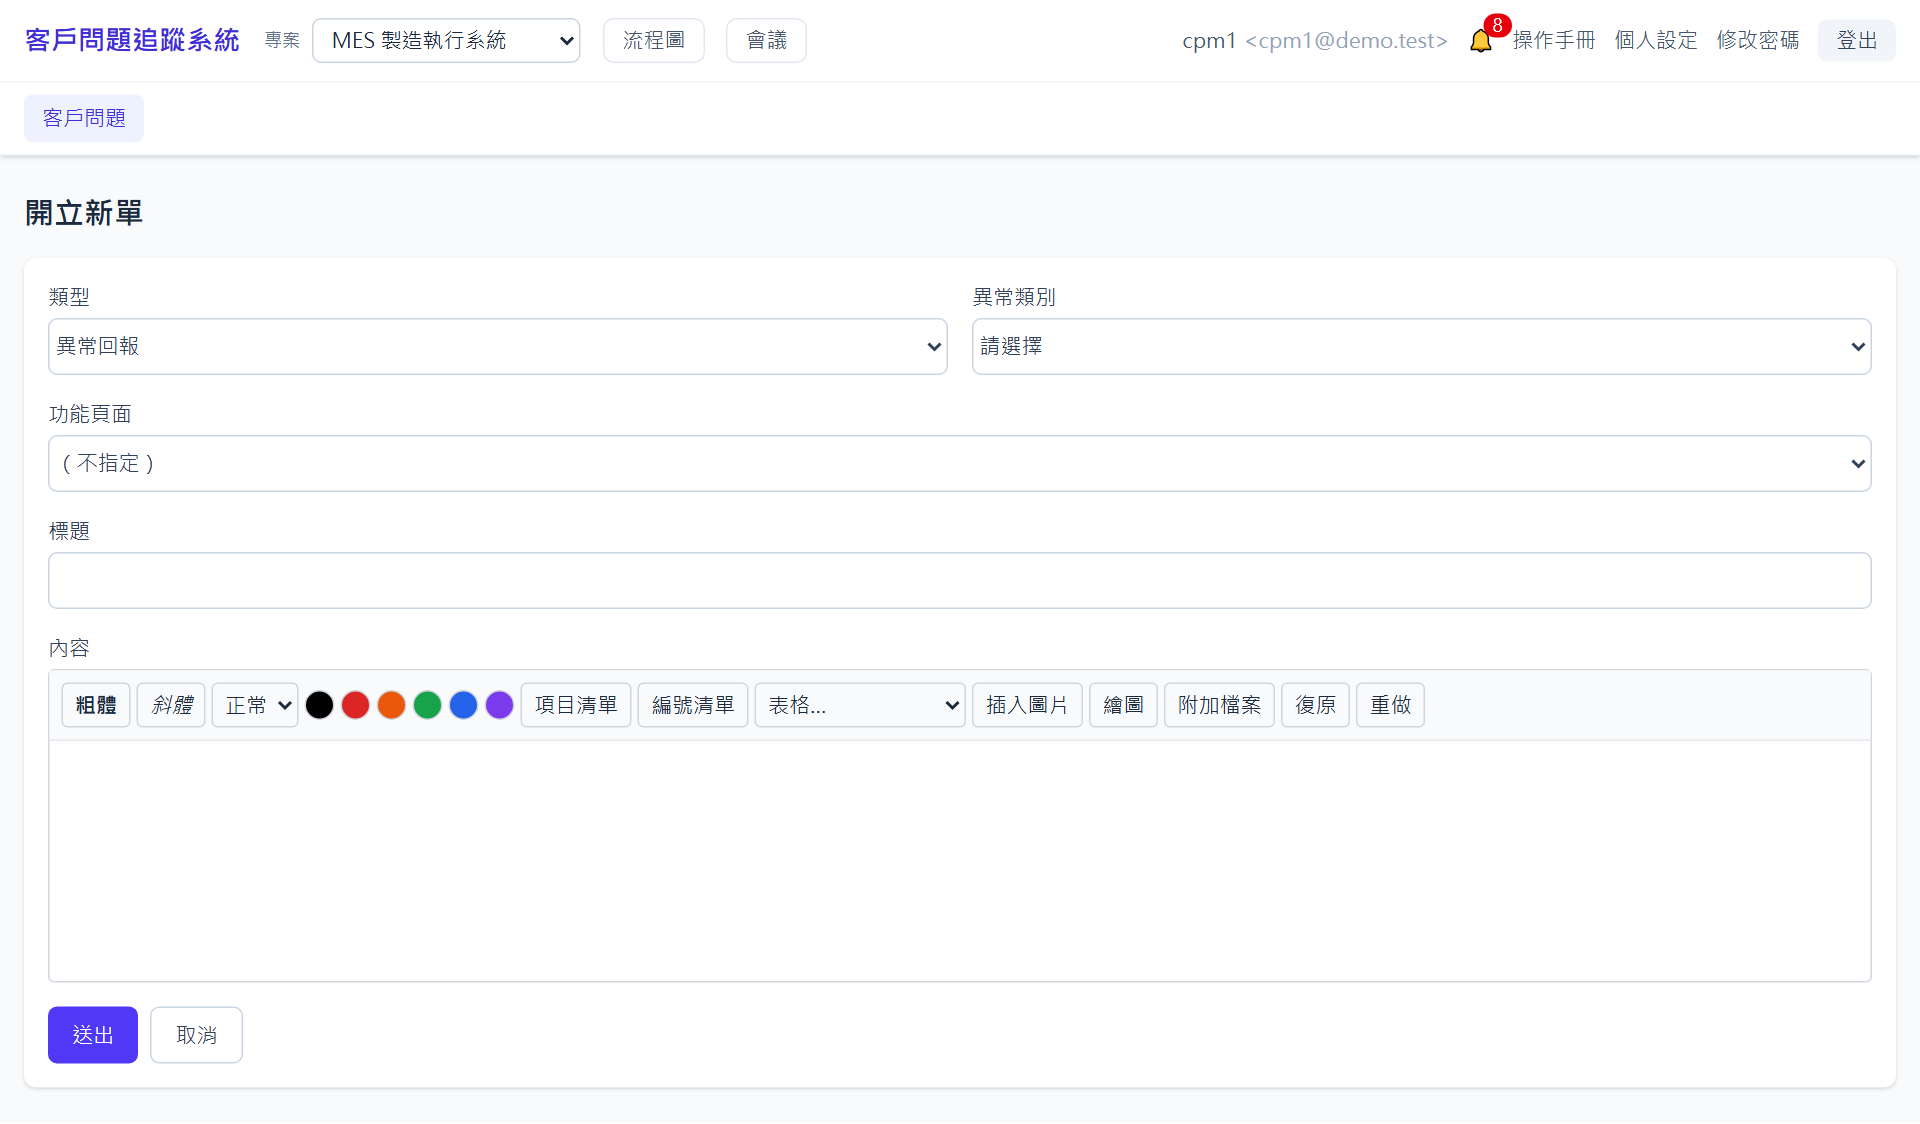 客戶問題追蹤系統 專案 MES 製造執行系統 流程圖 會議 cpm1 <cpm1@demo.test> 8 操作手冊 個人設定 修改密碼 登出
客戶問題
開立新單
類型 異常類別
異常回報 請選擇
功能頁面
（不指定）
標題
內容
粗體 斜體 正常 項目清單 編號清單 表格... 插入圖片 繪圖 附加檔案 復原 重做
送出 取消